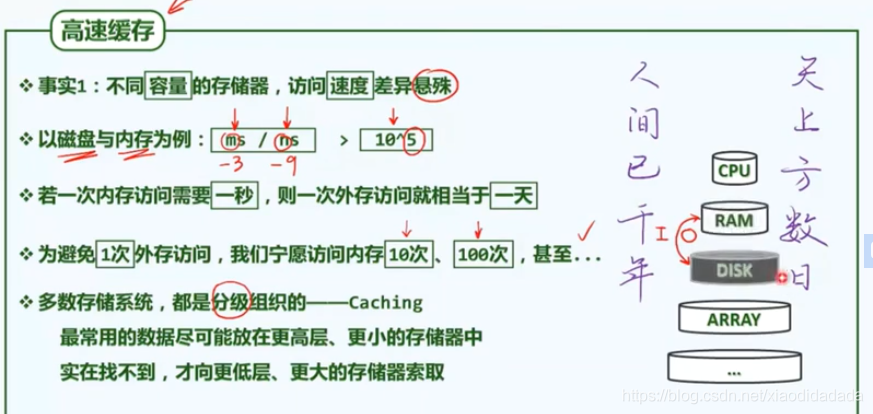 高速缓存
❖ 事实1：不同容量的存储器，访问速度差异悬殊
❖ 以磁盘与内存为例：ms / ns > 10^5
-3 -9
❖ 若一次内存访问需要一秒，则一次外存访问就相当于一天
❖ 为避免1次外存访问，我们宁愿访问内存10次、100次，甚至...
❖ 多数存储系统，都是分级组织的——Caching
最常用的数据尽可能放在更高层、更小的存储器中
实在找不到，才向更低层、更大的存储器索取
天上方数日
人间已千年
CPU
RAM
I O
DISK
ARRAY
...
https://blog.csdn.net/xiaodidadada